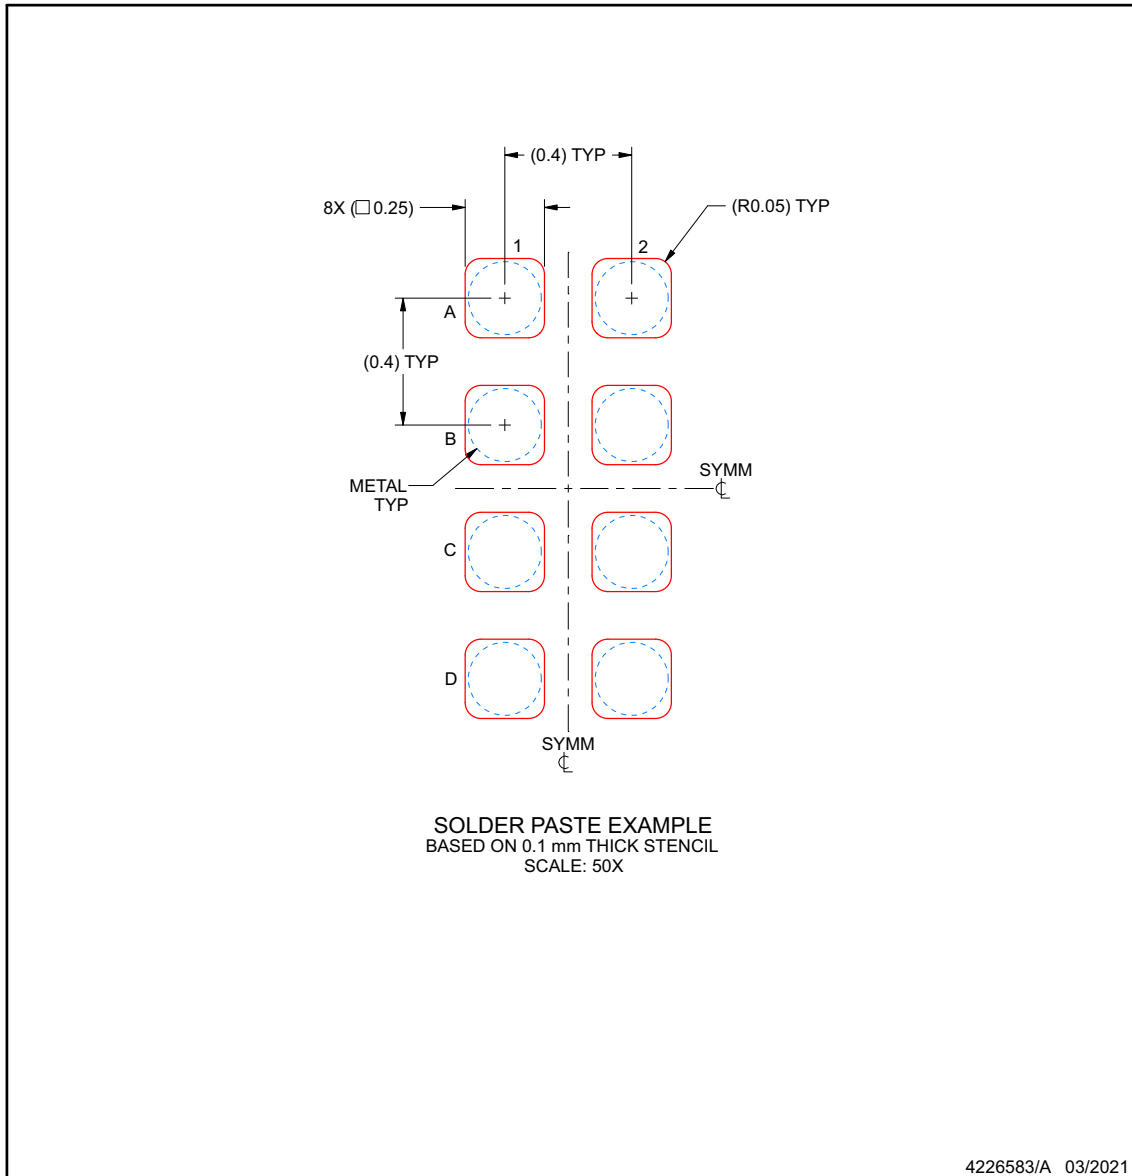 (0.4) TYP
8X (□ 0.25)
(R0.05) TYP
1
2
A
(0.4) TYP
B
METAL
TYP
SYMM
℄
C
D
SYMM
℄
SOLDER PASTE EXAMPLE
BASED ON 0.1 mm THICK STENCIL
SCALE: 50X
4226583/A 03/2021